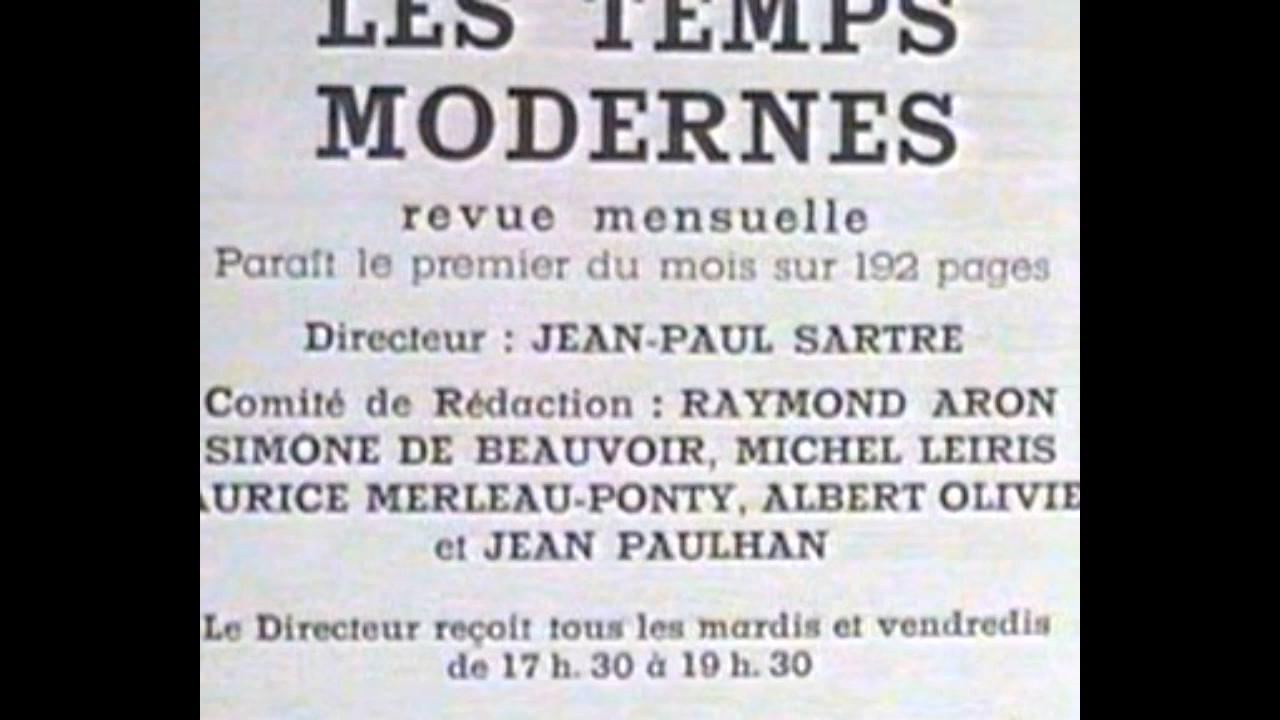 LES TEMPS
MODERNES
revue mensuelle
Paraît le premier du mois sur 192 pages
Directeur : JEAN-PAUL SARTRE
Comité de Rédaction : RAYMOND ARON
SIMONE DE BEAUVOIR, MICHEL LEIRIS
AURICE MERLEAU-PONTY, ALBERT OLIVIE
et JEAN PAULHAN
Le Directeur reçoit tous les mardis et vendredis
de 17 h. 30 à 19 h. 30